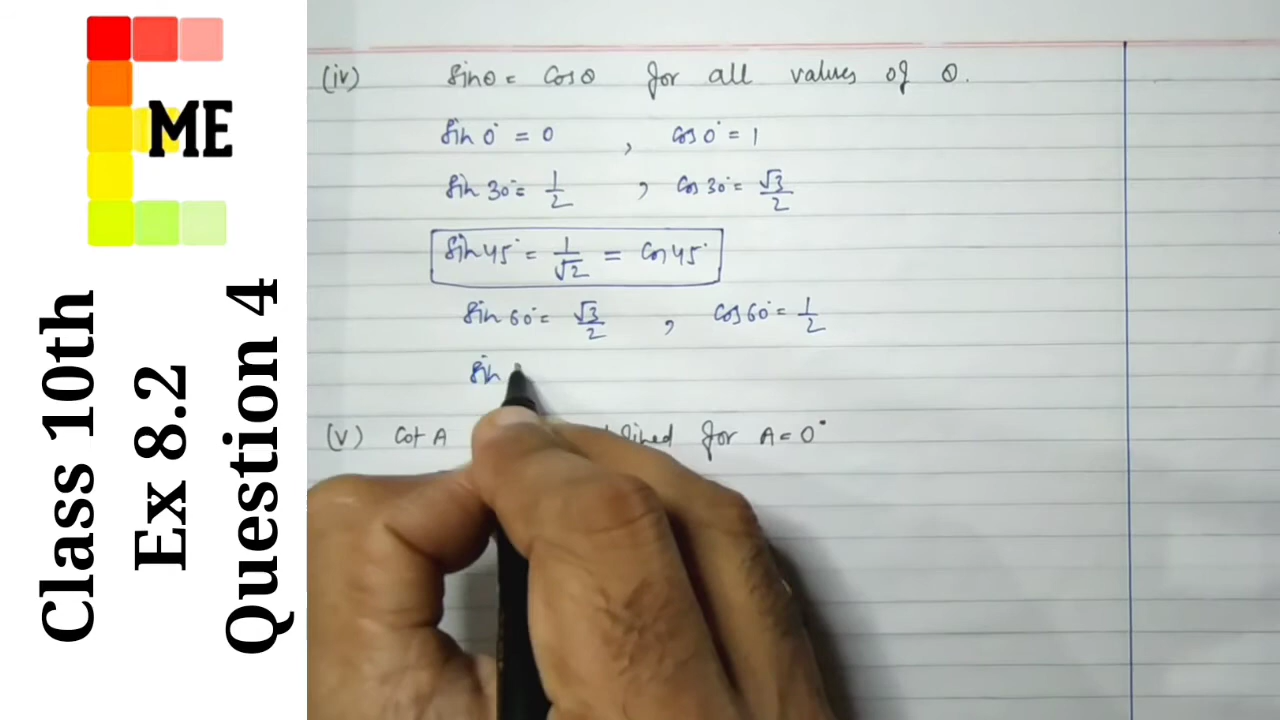 ME
Class 10th
Ex 8.2
Question 4
(iv) Sinθ = Cosθ for all values of θ.
Sin 0° = 0 , cos 0° = 1
Sin 30° = 1/2 , Cos 30° = √3/2
Sin 45° = 1/√2 = Cos 45°
Sin 60° = √3/2 , Cos 60° = 1/2
Sin
(v) Cot A for A = 0°